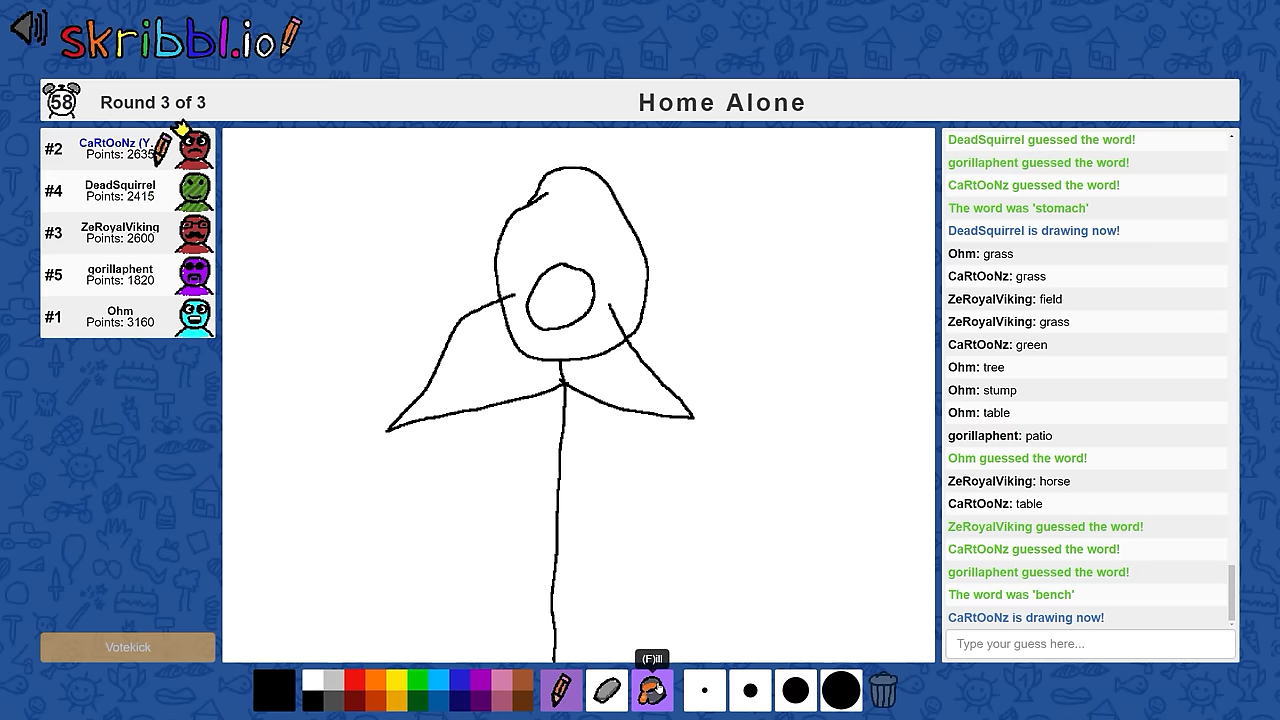 skribbl.io
58
Round 3 of 3
Home Alone
#2
CaRtOoNz (Y.
Points: 2635
#4
DeadSquirrel
Points: 2415
#3
ZeRoyalViking
Points: 2600
#5
gorillaphent
Points: 1820
#1
Ohm
Points: 3160
Votekick
DeadSquirrel guessed the word!
gorillaphent guessed the word!
CaRtOoNz guessed the word!
The word was 'stomach'
DeadSquirrel is drawing now!
Ohm: grass
CaRtOoNz: grass
ZeRoyalViking: field
ZeRoyalViking: grass
CaRtOoNz: green
Ohm: tree
Ohm: stump
Ohm: table
gorillaphent: patio
Ohm guessed the word!
ZeRoyalViking: horse
CaRtOoNz: table
ZeRoyalViking guessed the word!
CaRtOoNz guessed the word!
gorillaphent guessed the word!
The word was 'bench'
CaRtOoNz is drawing now!
Type your guess here...
(F)ill